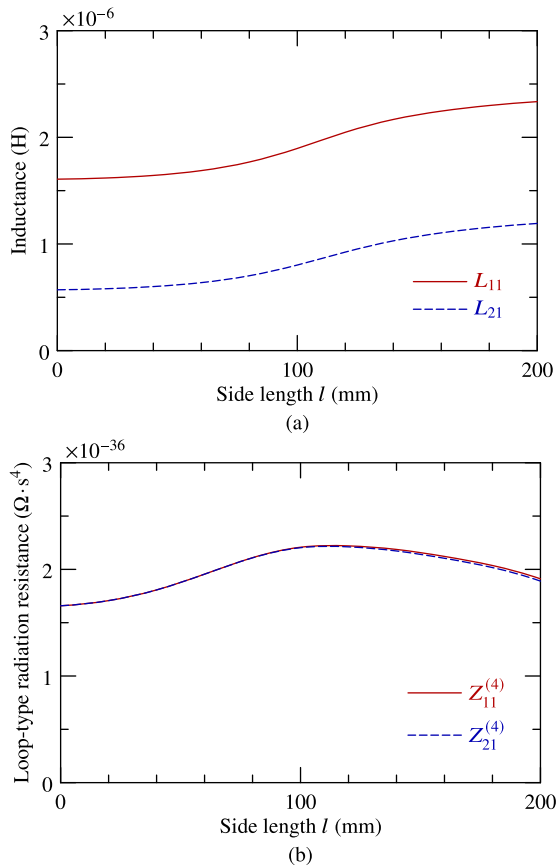 ×10⁻⁶
3
2
1
0
Inductance (H)
L₁₁
L₂₁
0 100 200
Side length l (mm)
(a)
×10⁻³⁶
3
2
1
0
Loop-type radiation resistance (Ω·s⁴)
Z₁₁⁽⁴⁾
Z₂₁⁽⁴⁾
0 100 200
Side length l (mm)
(b)